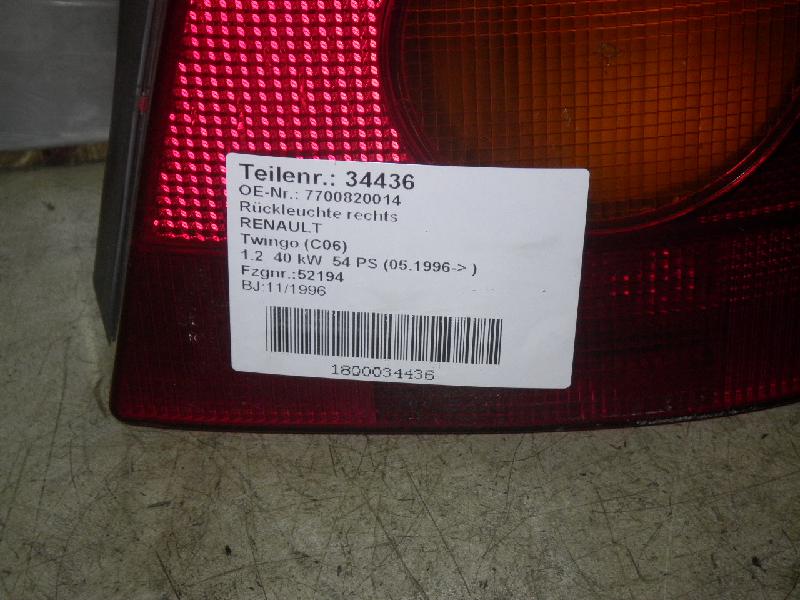 Teilenr.: 34436
OE-Nr.: 7700820014
Rückleuchte rechts
RENAULT
Twingo (C06)
1.2 40 kW 54 PS (05.1996-> )
Fzgnr.:52194
BJ:11/1996
1800034436